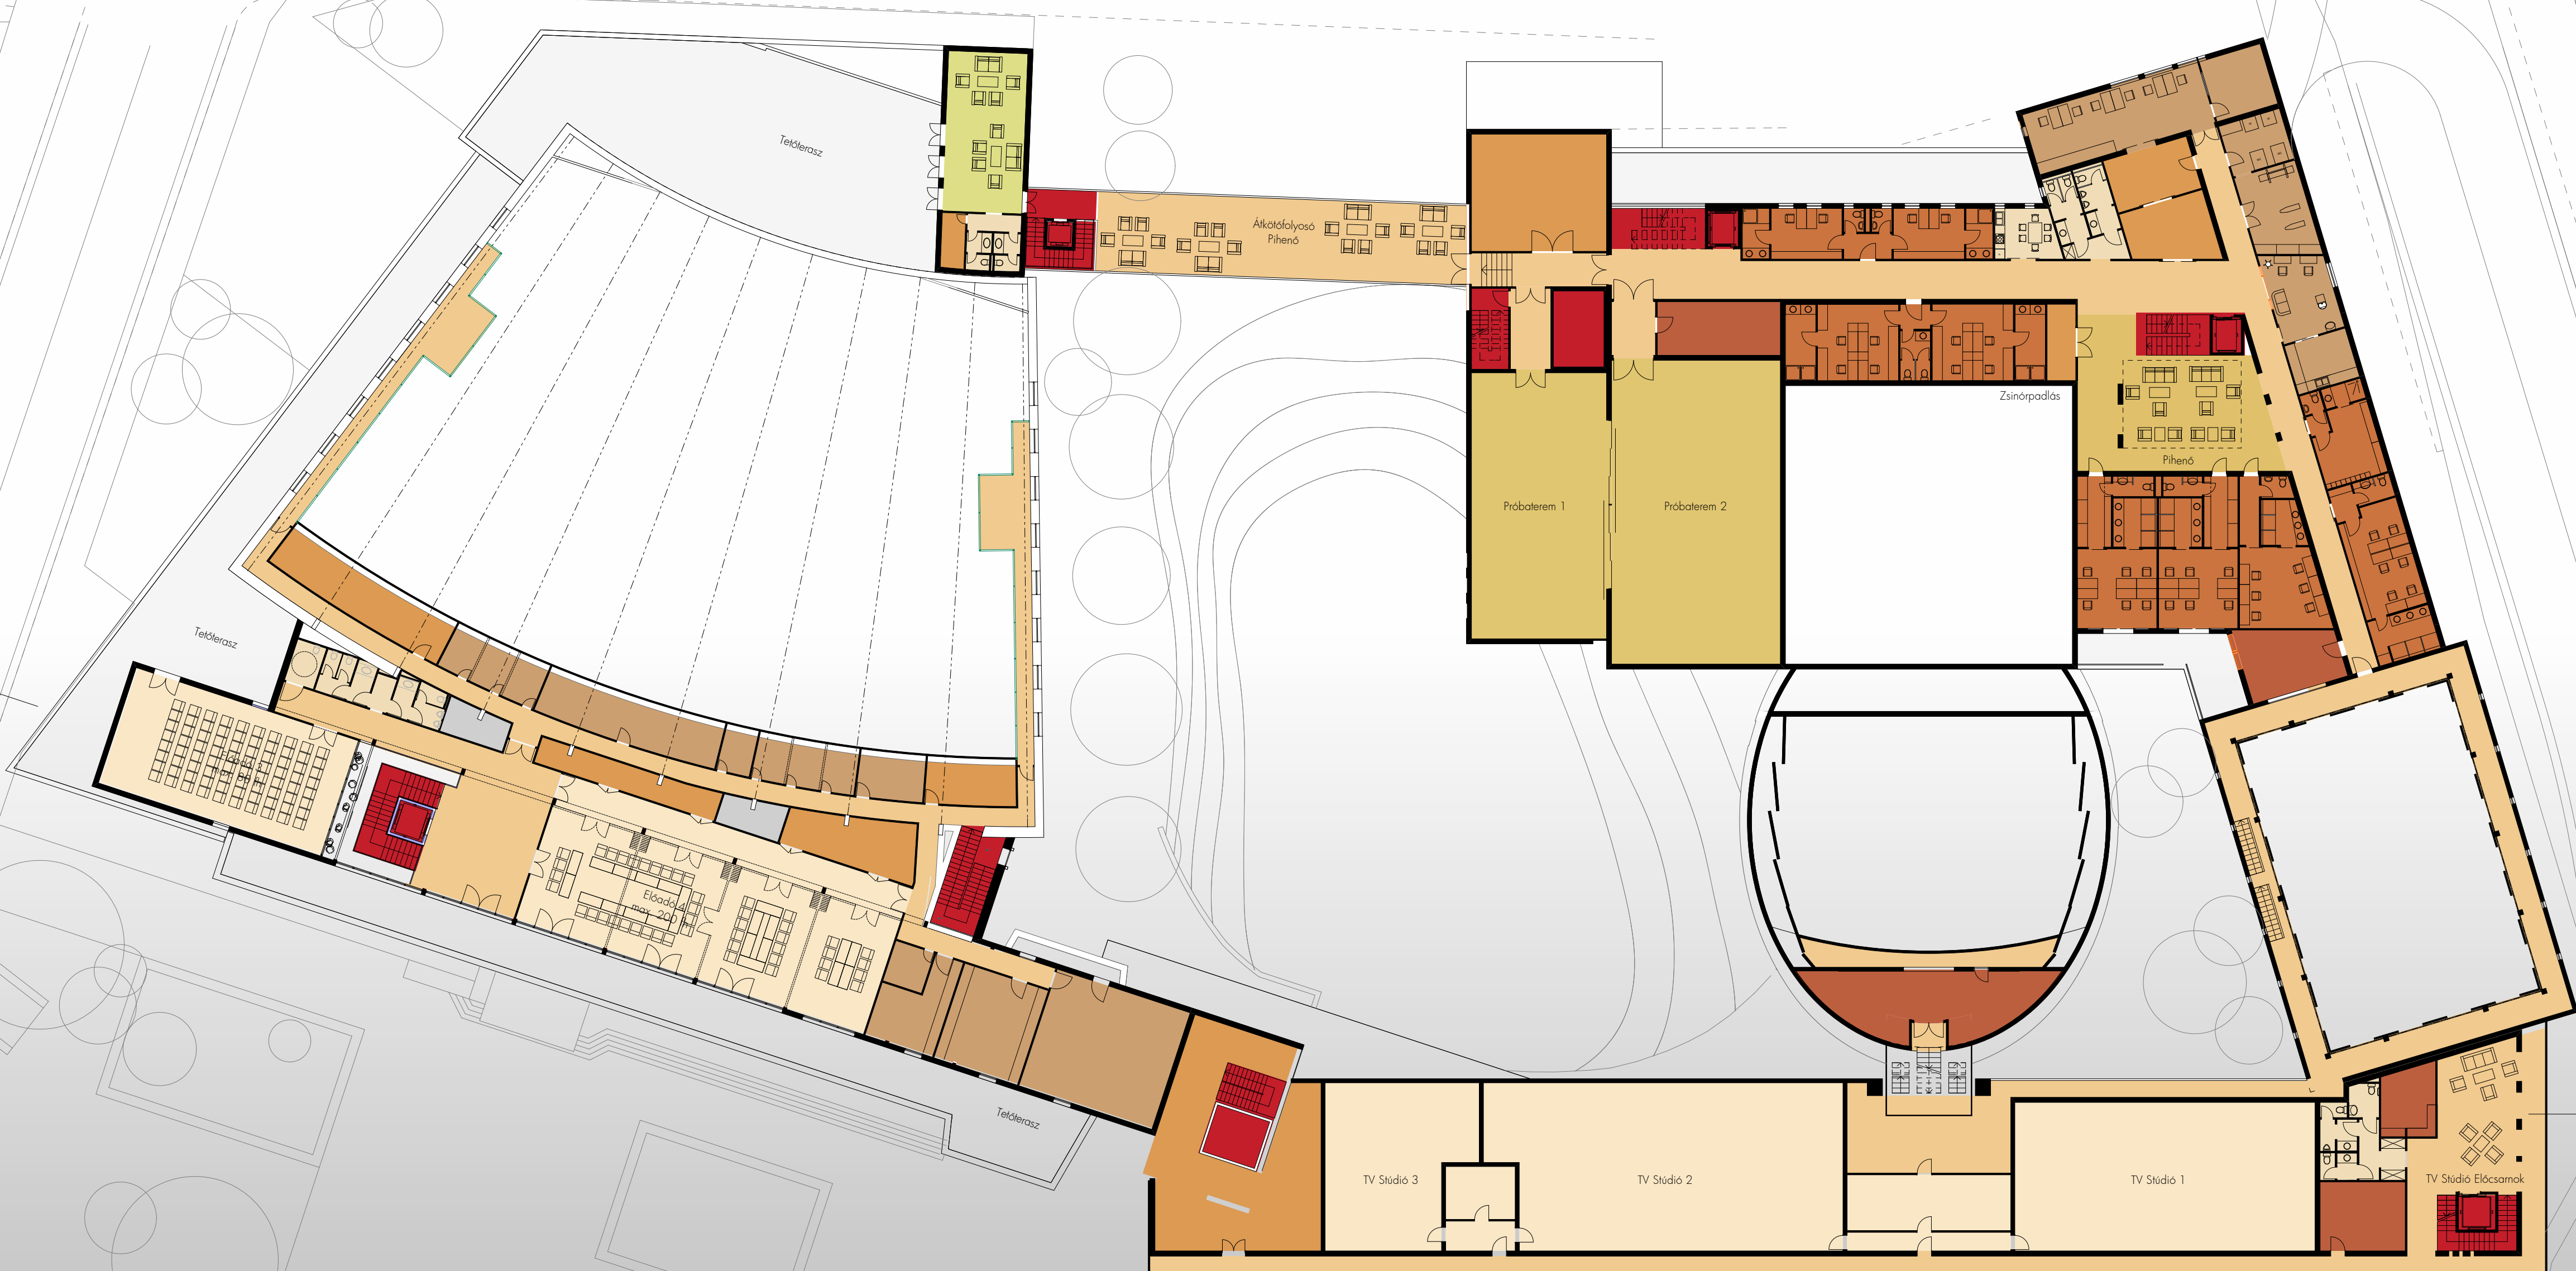 Tetőterasz
Átkötőfolyosó
Pihenő
Zsinórpadlás
Pihenő
Próbaterem 1
Próbaterem 2
Tetőterasz
Előadó 4
max. 200
Tetőterasz
TV Stúdió 3
TV Stúdió 2
TV Stúdió 1
TV Stúdió Előcsarnok